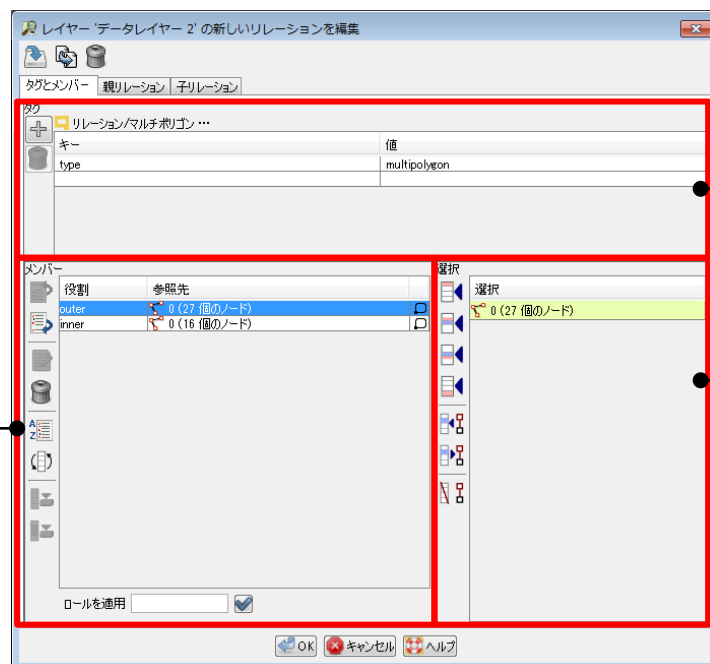 レイヤー 'データレイヤー 2' の新しいリレーションを編集
タグとメンバー 親リレーション 子リレーション
タグ
リレーション/マルチポリゴン …
キー 値
type multipolygon
メンバー 選択
役割 参照先 選択
outer 0 (27 個のノード) 0 (27 個のノード)
inner 0 (16 個のノード)
ロールを適用
OK キャンセル ヘルプ